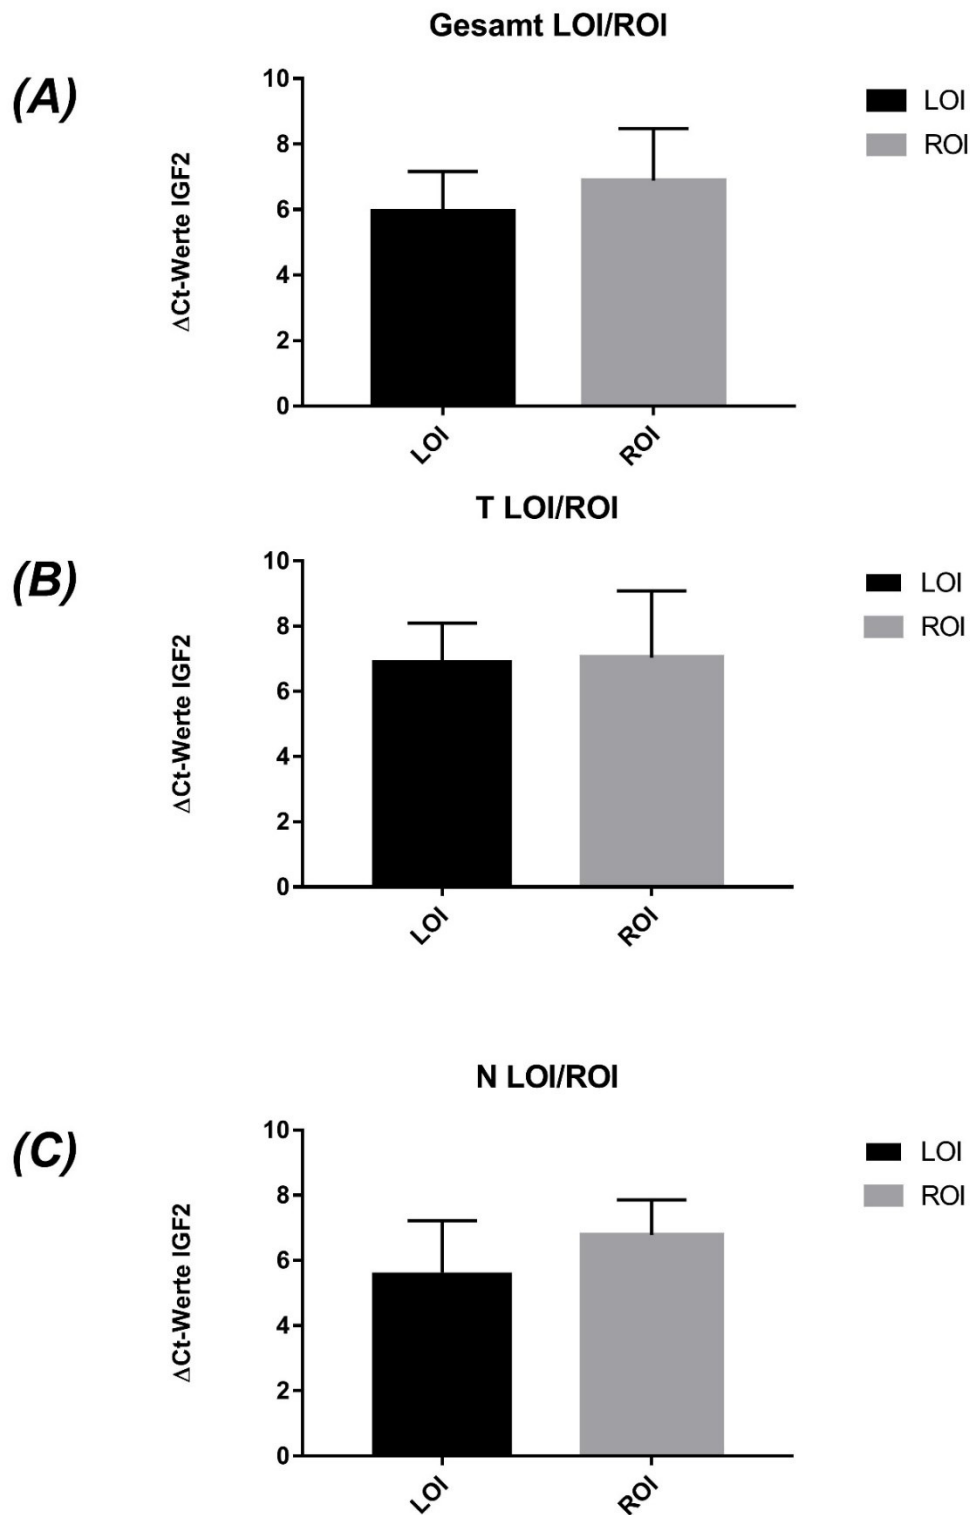 Gesamt LOI/ROI
(A)
ΔCt-Werte IGF2
10
8
6
4
2
0
LOI
ROI
LOI
ROI
T LOI/ROI
(B)
ΔCt-Werte IGF2
10
8
6
4
2
0
LOI
ROI
LOI
ROI
N LOI/ROI
(C)
ΔCt-Werte IGF2
10
8
6
4
2
0
LOI
ROI
LOI
ROI